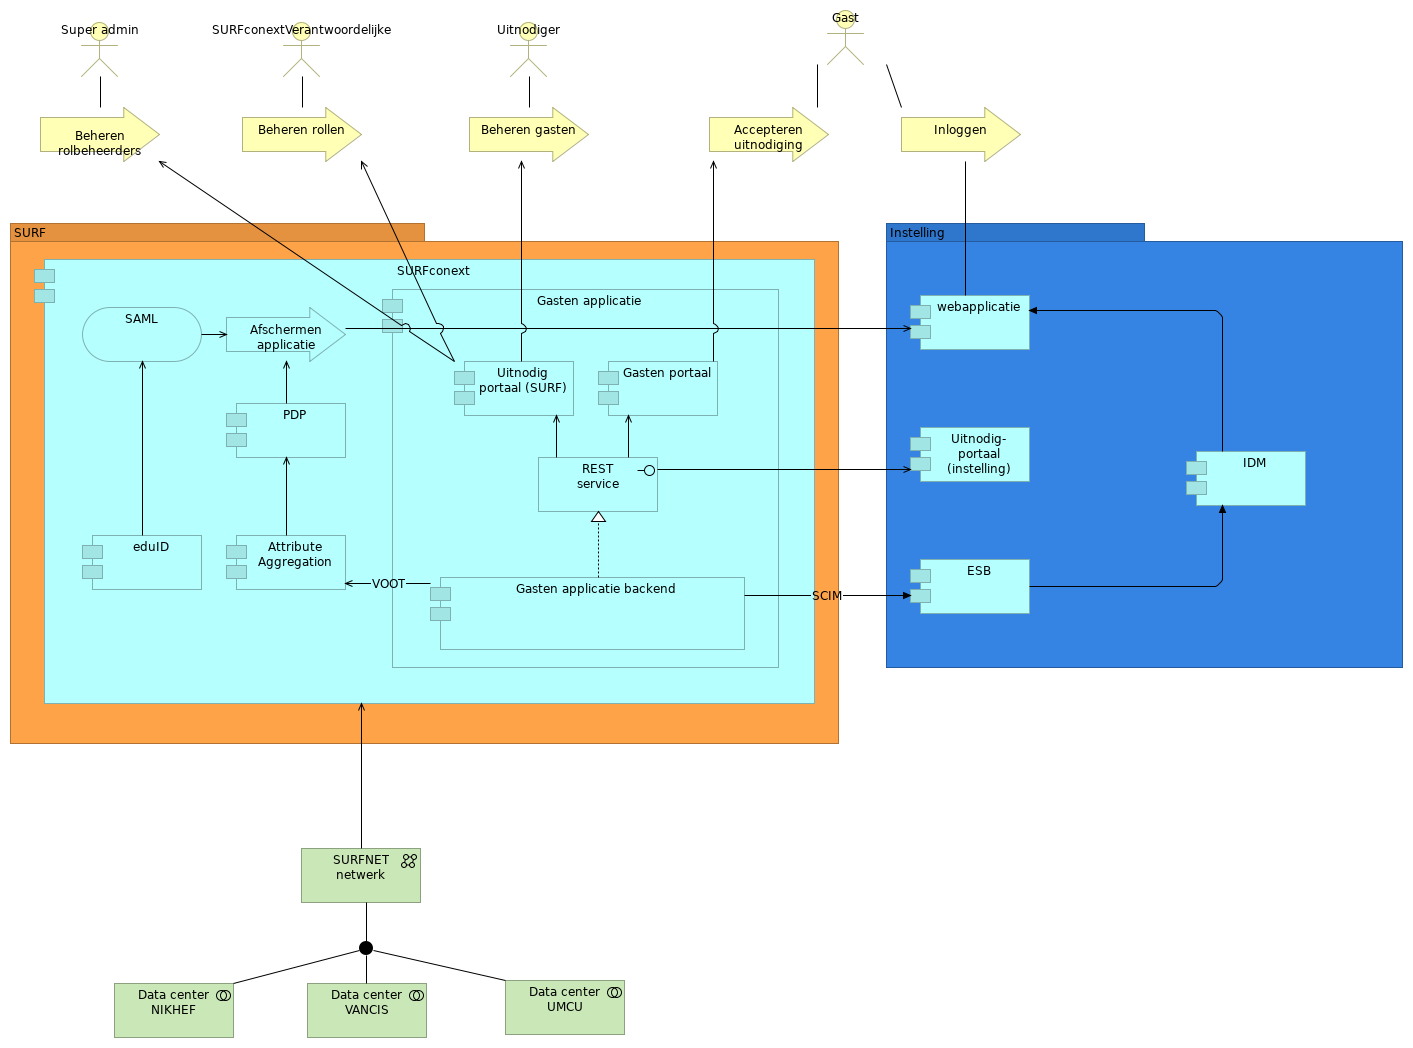 Super admin
SURFconextVerantwoordelijke
Uitnodiger
Gast
Beheren
rolbeheerders
Beheren rollen
Beheren gasten
Accepteren
uitnodiging
Inloggen
SURF
Instelling
SURFconext
Gasten applicatie
SAML
Afschermen
applicatie
webapplicatie
Uitnodig
portaal (SURF)
Gasten portaal
PDP
REST
service
Uitnodig-
portaal
(instelling)
IDM
eduID
Attribute
Aggregation
VOOT
Gasten applicatie backend
SCIM
ESB
SURFNET
netwerk
Data center
NIKHEF
Data center
VANCIS
Data center
UMCU